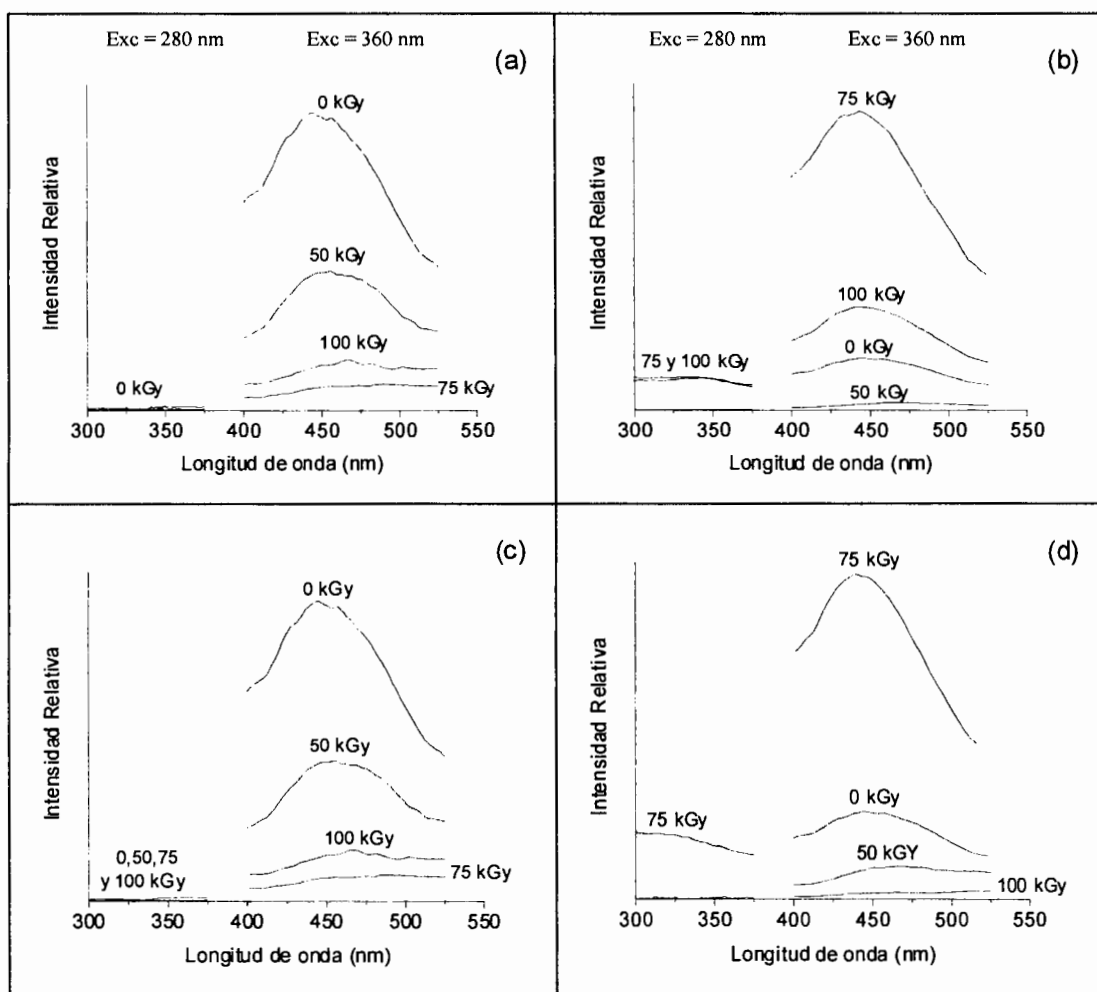 Exc = 280 nm Exc = 360 nm
(a)
0 kGy
50 kGy
100 kGy
75 kGy
0 kGy
Intensidad Relativa
300 350 400 450 500 550
Longitud de onda (nm)
Exc = 280 nm Exc = 360 nm
(b)
75 kGy
100 kGy
0 kGy
50 kGy
75 y 100 kGy
Intensidad Relativa
300 350 400 450 500 550
Longitud de onda (nm)
(c)
0 kGy
50 kGy
100 kGy
75 kGy
0,50,75
y 100 kGy
Intensidad Relativa
300 350 400 450 500 550
Longitud de onda (nm)
(d)
75 kGy
0 kGy
50 kGY
100 kGy
75 kGy
Intensidad Relativa
300 350 400 450 500 550
Longitud de onda (nm)